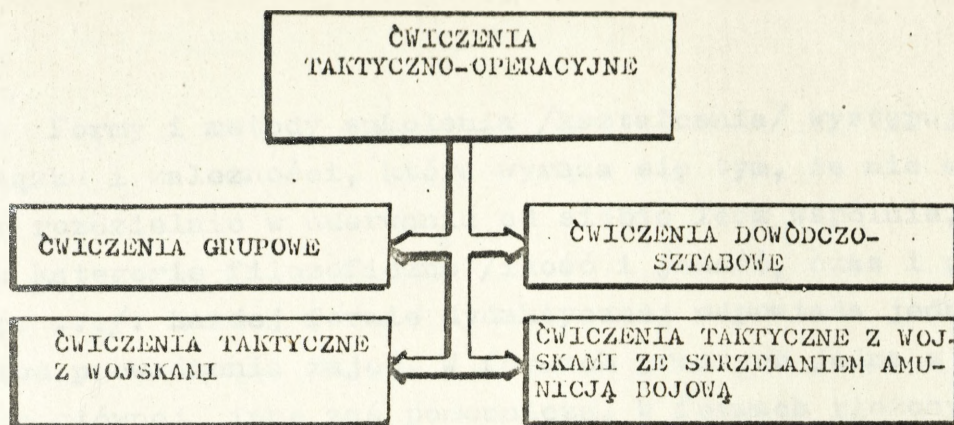 ĆWICZENIA
TAKTYCZNO-OPERACYJNE
ĆWICZENIA GRUPOWE
ĆWICZENIA DOWÓDCZO-
SZTABOWE
ĆWICZENIA TAKTYCZNE
Z WOJSKAMI
ĆWICZENIA TAKTYCZNE Z WOJ-
SKAMI ZE STRZELANIEM AMU-
NICJĄ BOJOWĄ